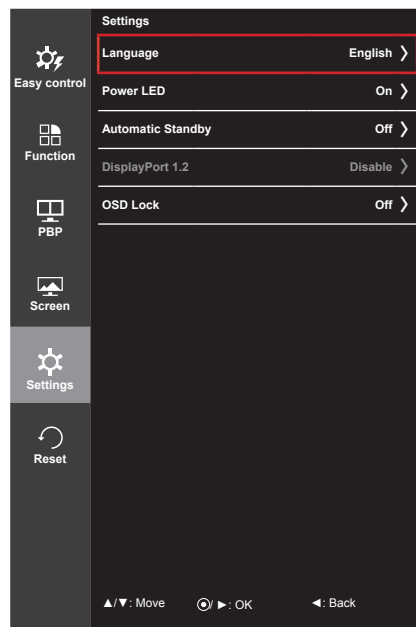 Settings
Easy control
Function
PBP
Screen
Settings
Reset
Language English
Power LED On
Automatic Standby Off
DisplayPort 1.2 Disable
OSD Lock Off
▲/▼: Move ◉/ ►: OK ◄: Back